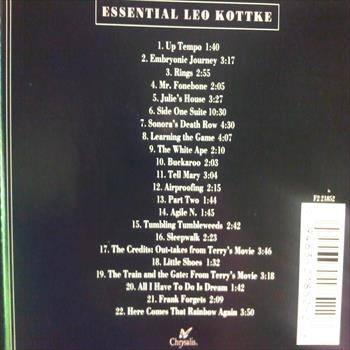 ESSENTIAL LEO KOTTKE
1. Up Tempo 1:40
2. Embryonic Journey 3:17
3. Rings 2:55
4. Mr. Fonebone 2:05
5. Julie's House 3:27
6. Side One Suite 10:30
7. Sonora's Death Row 4:30
8. Learning the Game 4:07
9. The White Ape 2:10
10. Buckaroo 2:03
11. Tell Mary 3:04
12. Airproofing 2:15
13. Part Two 1:44
14. Agile N. 1:45
15. Tumbling Tumbleweeds 2:42
16. Sleepwalk 2:23
17. The Credits: Out-takes from Terry's Movie 3:46
18. Little Shoes 1:32
19. The Train and the Gate: From Terry's Movie 3:18
20. All I Have To Do Is Dream 1:42
21. Frank Forgets 2:09
22. Here Comes That Rainbow Again 3:50
F2 21852
Chrysalis.